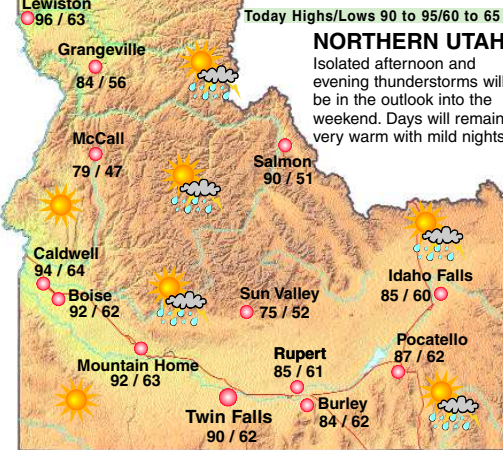 Lewiston
96 / 63
Today Highs/Lows 90 to 95/60 to 65
NORTHERN UTAH
Isolated afternoon and
evening thunderstorms will
be in the outlook into the
weekend. Days will remain
very warm with mild nights
Grangeville
84 / 56
McCall
79 / 47
Salmon
90 / 51
Caldwell
94 / 64
Boise
92 / 62
Sun Valley
75 / 52
Idaho Falls
85 / 60
Mountain Home
92 / 63
Rupert
85 / 61
Pocatello
87 / 62
Twin Falls
90 / 62
Burley
84 / 62